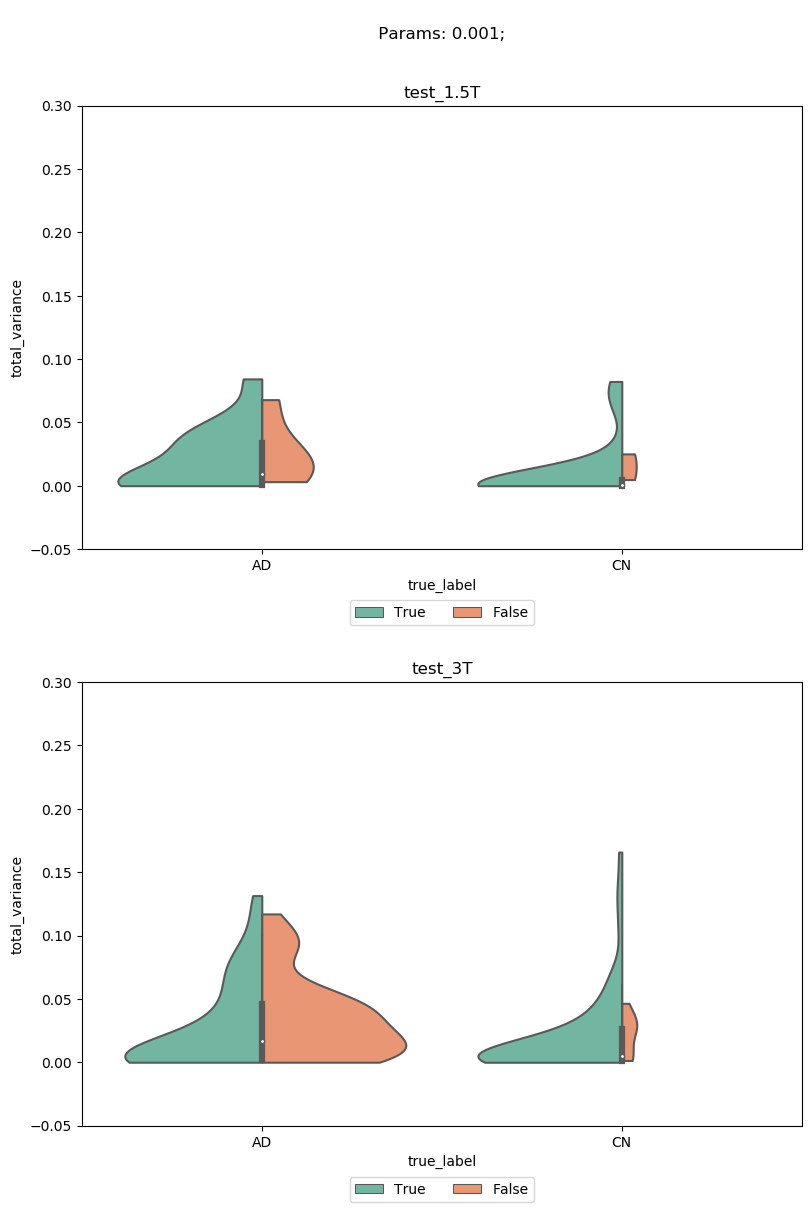 Params: 0.001;
test_1.5T
0.30
0.25
0.20
0.15
0.10
0.05
0.00
−0.05
total_variance
AD CN
true_label
True False
test_3T
0.30
0.25
0.20
0.15
0.10
0.05
0.00
−0.05
total_variance
AD CN
true_label
True False